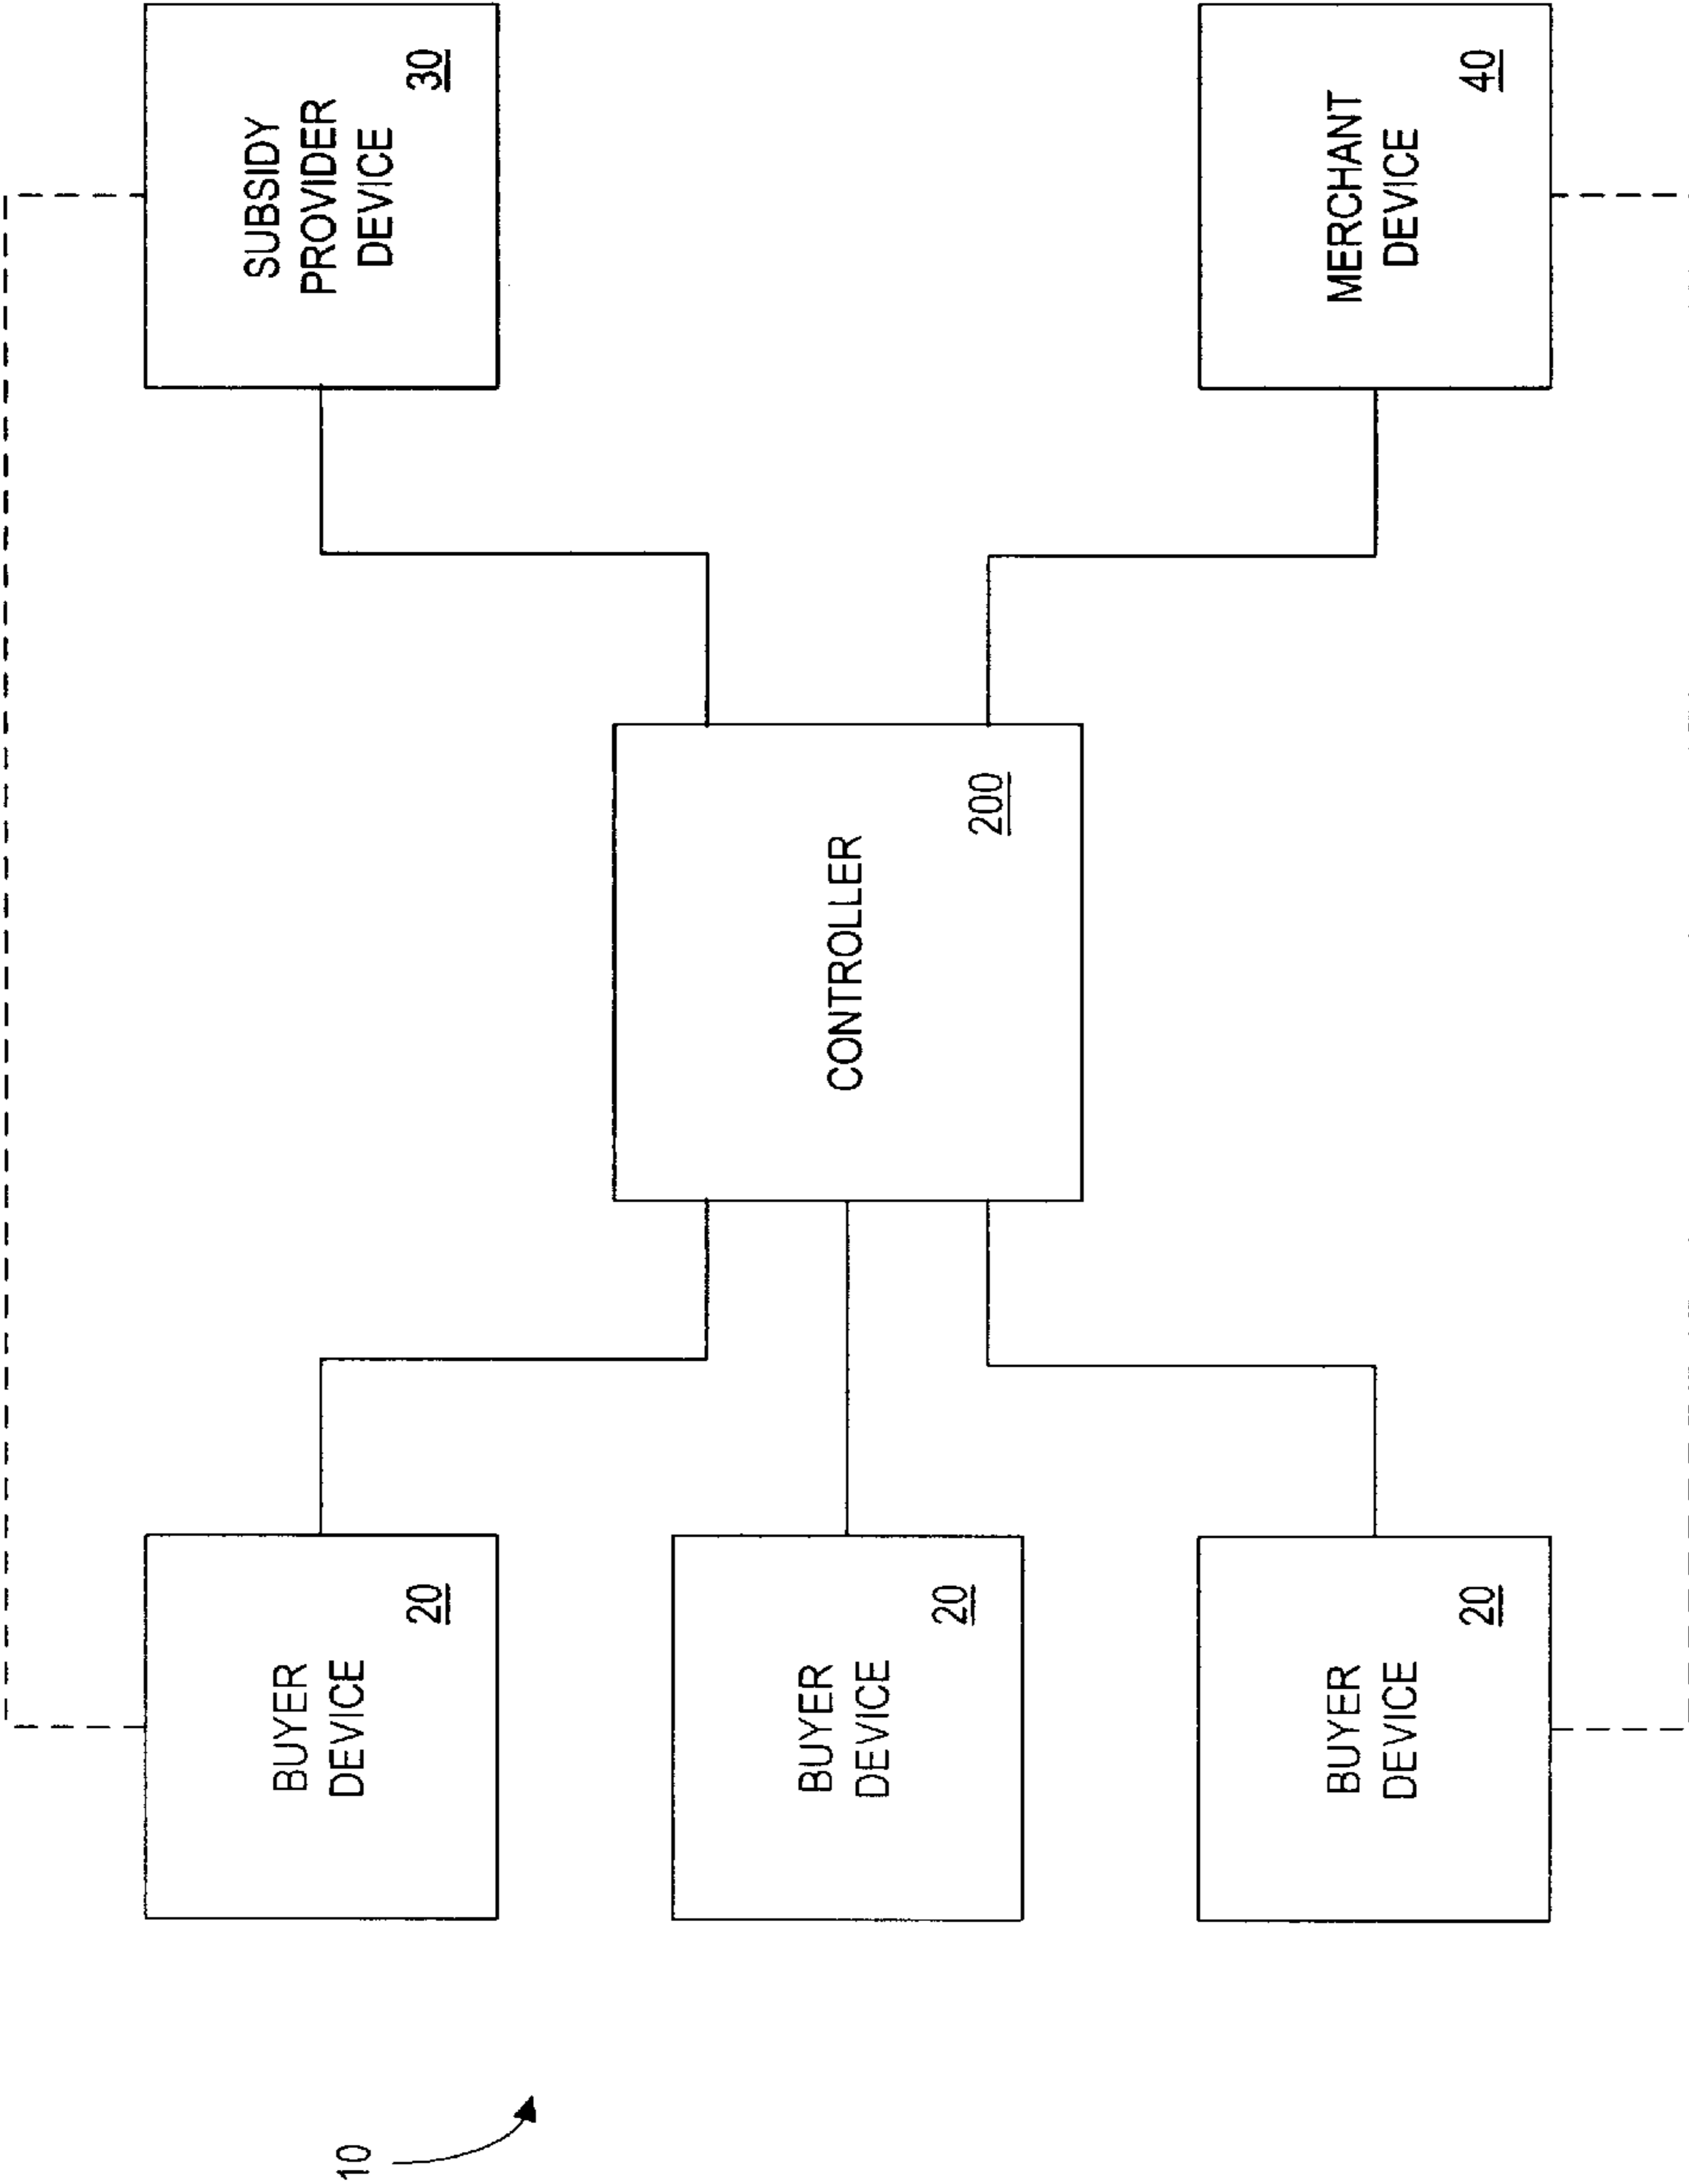 10
BUYER
DEVICE
20
BUYER
DEVICE
20
BUYER
DEVICE
20
CONTROLLER
200
SUBSIDY
PROVIDER
DEVICE
30
MERCHANT
DEVICE
40